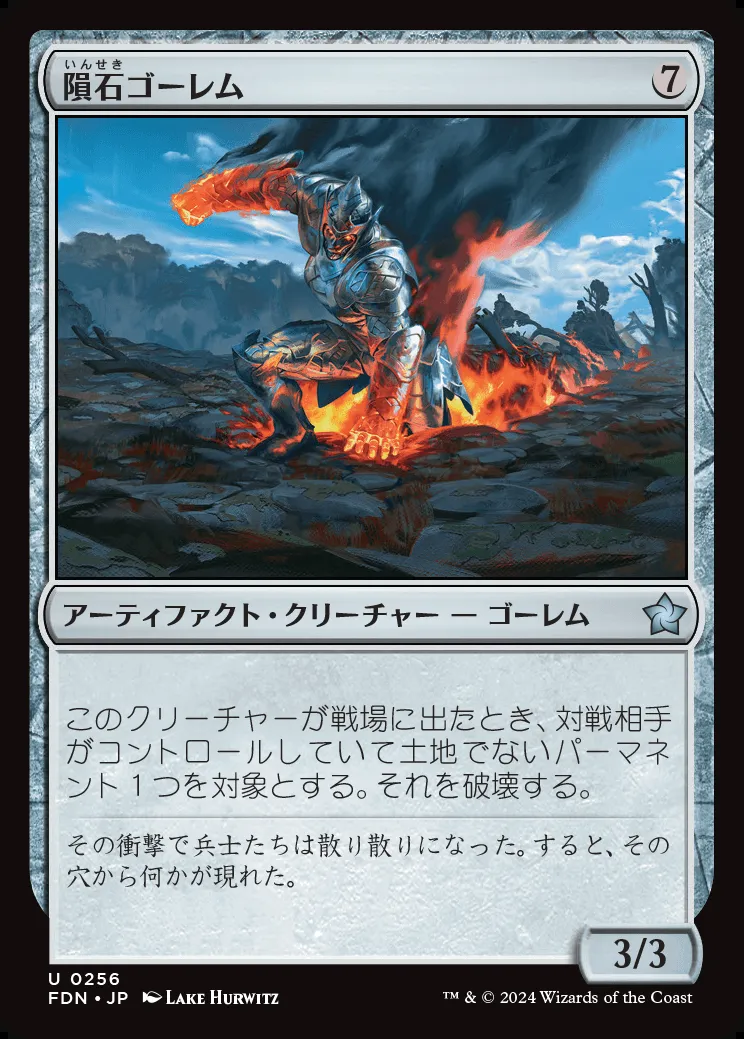 いんせき
隕石ゴーレム
7
アーティファクト・クリーチャー — ゴーレム
このクリーチャーが戦場に出たとき、対戦相手
がコントロールしていて土地でないパーマネ
ント１つを対象とする。それを破壊する。
その衝撃で兵士たちは散り散りになった。すると、その
穴から何かが現れた。
3/3
U 0256
FDN • JP LAKE HURWITZ
™ & © 2024 Wizards of the Coast